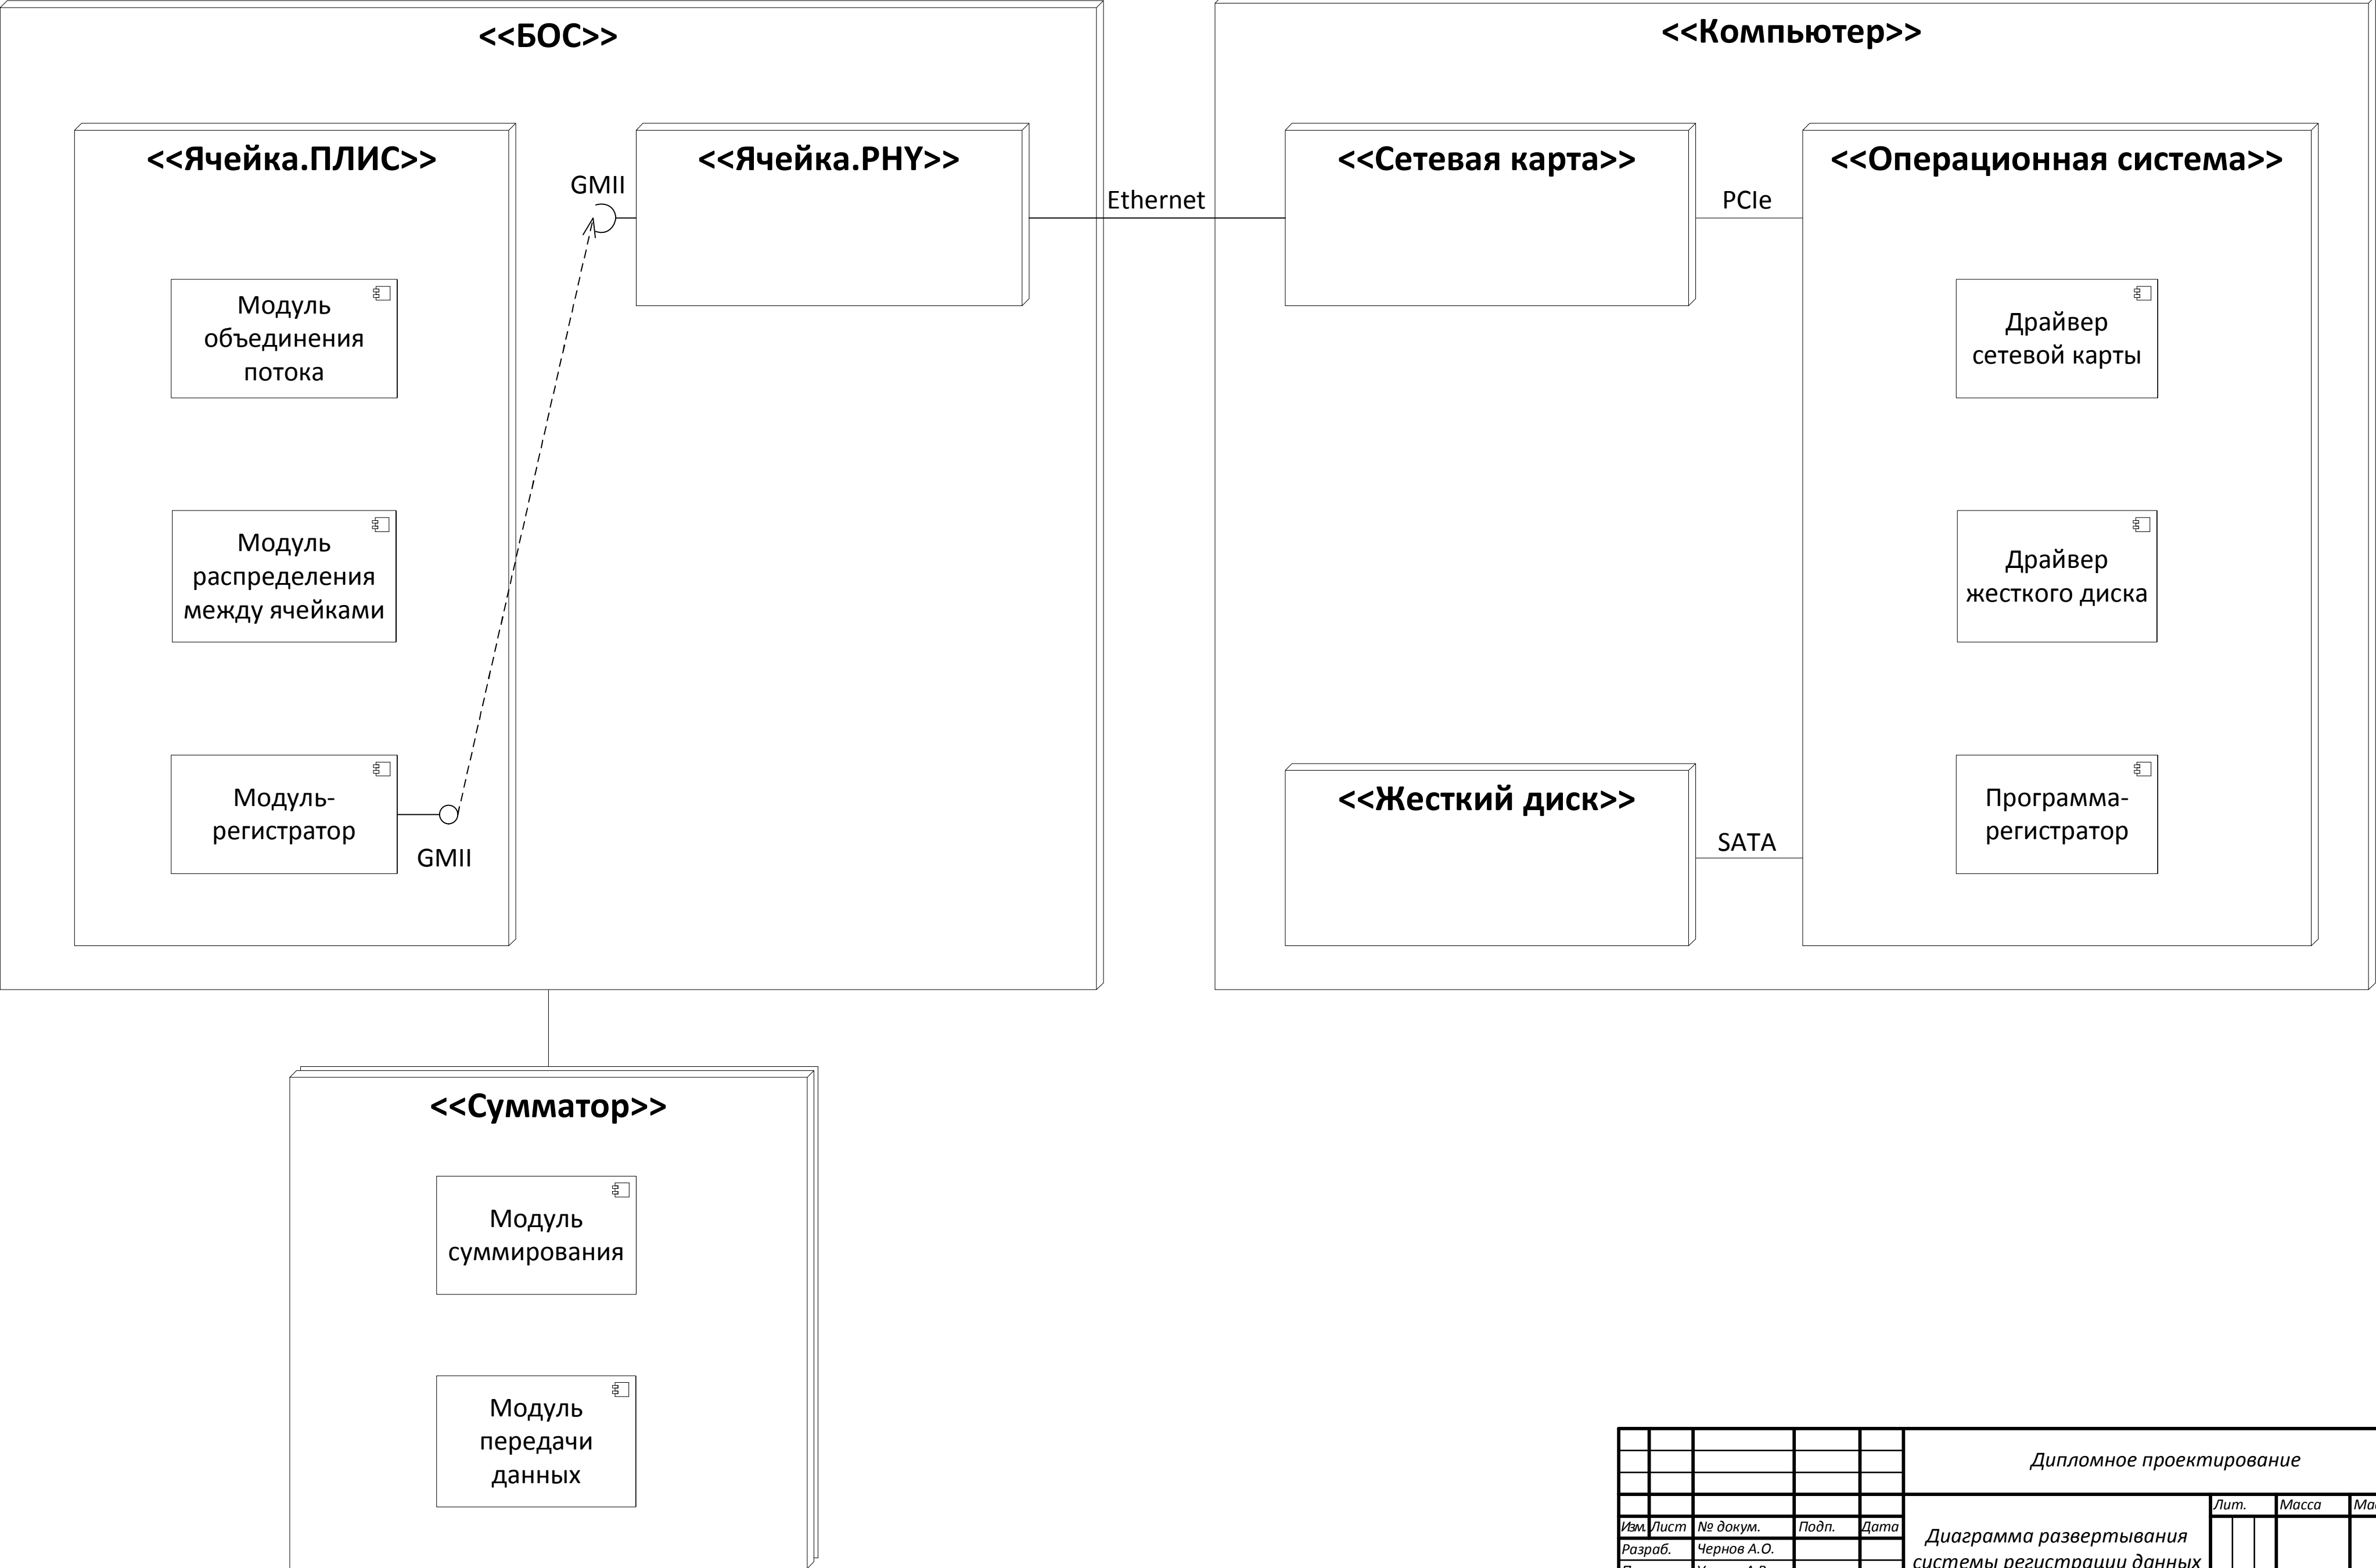 <<БОС>>
<<Ячейка.ПЛИС>>
Модуль
объединения
потока
Модуль
распределения
между ячейками
Модуль-
регистратор
GMII
GMII
<<Ячейка.PHY>>
Ethernet
<<Компьютер>>
<<Сетевая карта>>
PCIe
<<Операционная система>>
Драйвер
сетевой карты
Драйвер
жесткого диска
Программа-
регистратор
<<Жесткий диск>>
SATA
<<Сумматор>>
Модуль
суммирования
Модуль
передачи
данных
Дипломное проектирование
Изм. Лист № докум. Подп. Дата
Разраб. Чернов А.О.
Диаграмма развертывания
системы регистрации данных
Лит. Масса